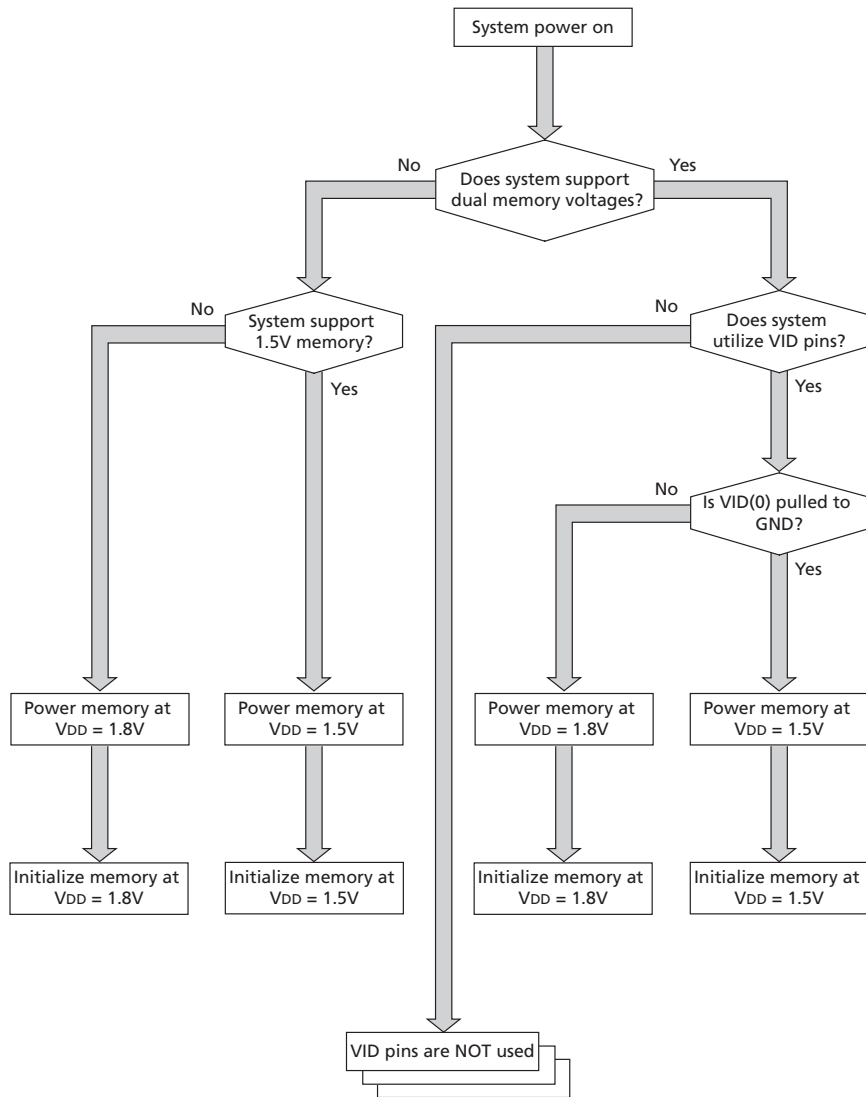 System power on
No
Does system support
dual memory voltages?
Yes
No
System support
1.5V memory?
Yes
No
Does system
utilize VID pins?
Yes
No
Is VID(0) pulled to
GND?
Yes
Power memory at
VDD = 1.8V
Power memory at
VDD = 1.5V
Power memory at
VDD = 1.8V
Power memory at
VDD = 1.5V
Initialize memory at
VDD = 1.8V
Initialize memory at
VDD = 1.5V
Initialize memory at
VDD = 1.8V
Initialize memory at
VDD = 1.5V
VID pins are NOT used